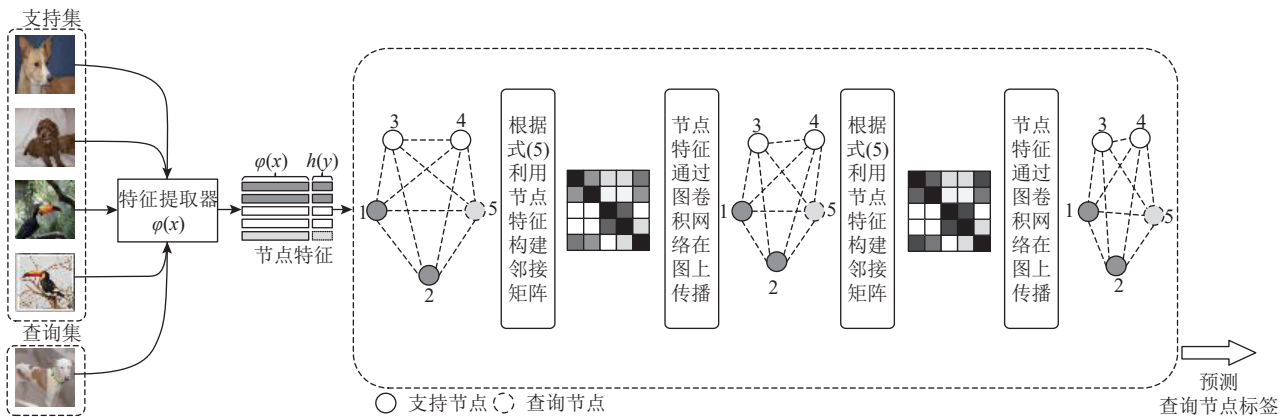 支持集
查询集
特征提取器
φ(x)
φ(x) h(y)
节点特征
3 4
1 5
2
根据
式(5)
利用
节点
特征
构建
邻接
矩阵
节点
特征
通过
图卷
积网
络在
图上
传播
3 4
1 5
2
根据
式(5)
利用
节点
特征
构建
邻接
矩阵
节点
特征
通过
图卷
积网
络在
图上
传播
3 4
1 5
2
支持节点 查询节点
预测
查询节点标签